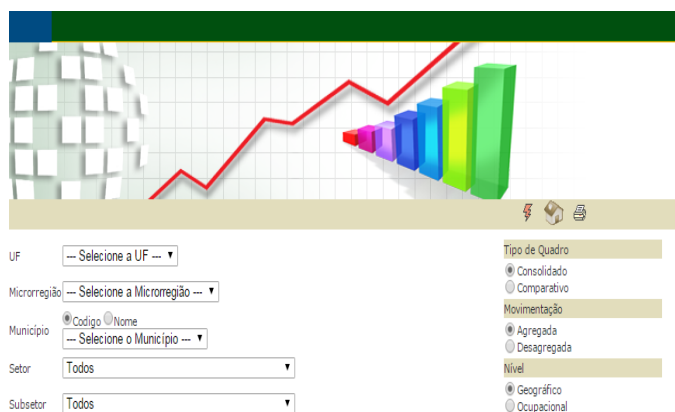 UF --- Selecione a UF ---
Microrregião --- Selecione a Microrregião ---
Município Codigo Nome
--- Selecione o Município ---
Setor Todos
Subsetor Todos
Tipo de Quadro
Consolidado
Comparativo
Movimentação
Agregada
Desagregada
Nível
Geográfico
Ocupacional